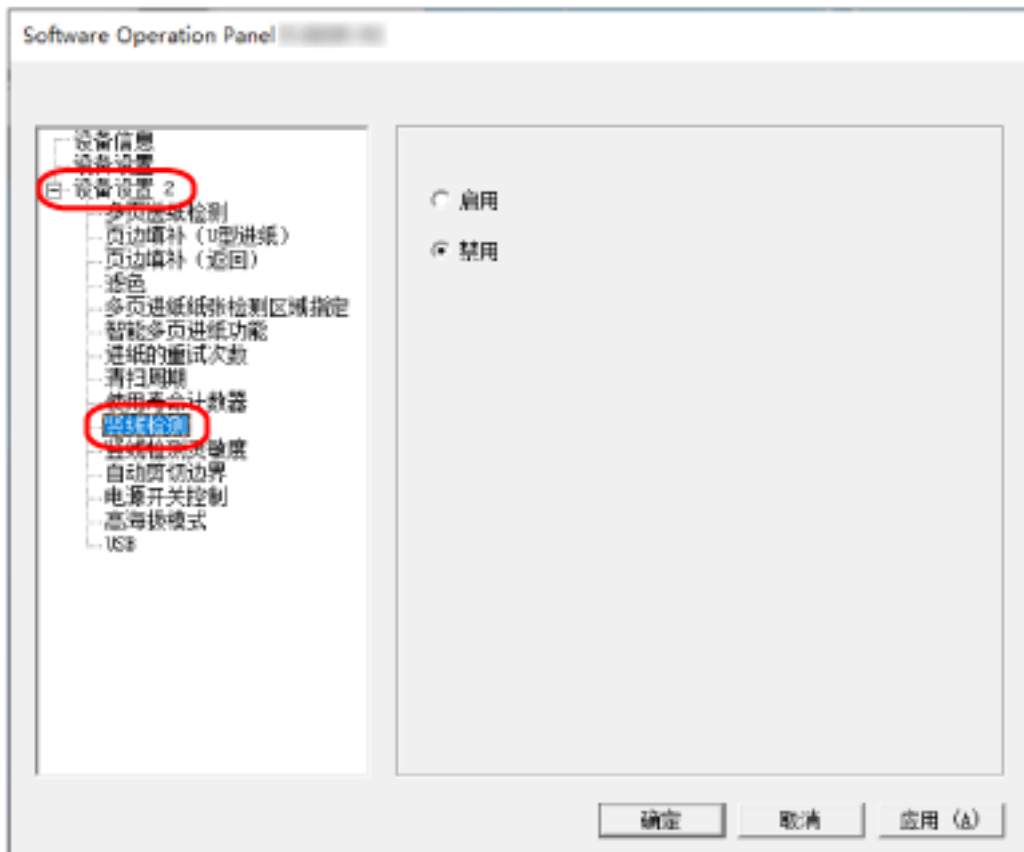 Software Operation Panel
设备信息
设备设置
设备设置 2
多页送纸检测
页边填补（U型进纸）
页边填补（返回）
滤色
多页进纸纸张检测区域指定
智能多页进纸功能
进纸的重试次数
清扫周期
使用寿命计数器
竖线检测
竖线检测灵敏度
自动剪切边界
电源开关控制
高海拔模式
USB
启用
禁用
确定
取消
应用 (A)